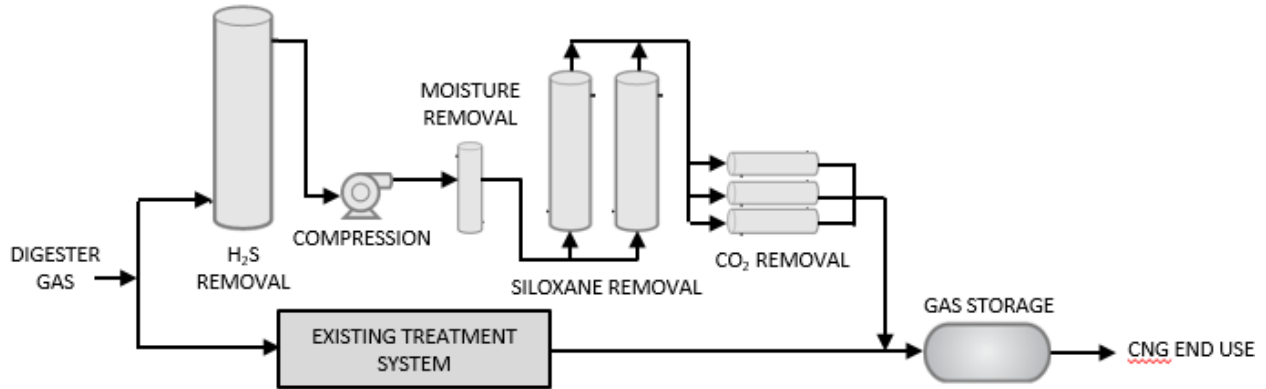 MOISTURE
REMOVAL
COMPRESSION
DIGESTER
GAS
H₂S
REMOVAL
SILOXANE REMOVAL
CO₂ REMOVAL
GAS STORAGE
EXISTING TREATMENT
SYSTEM
CNG END USE